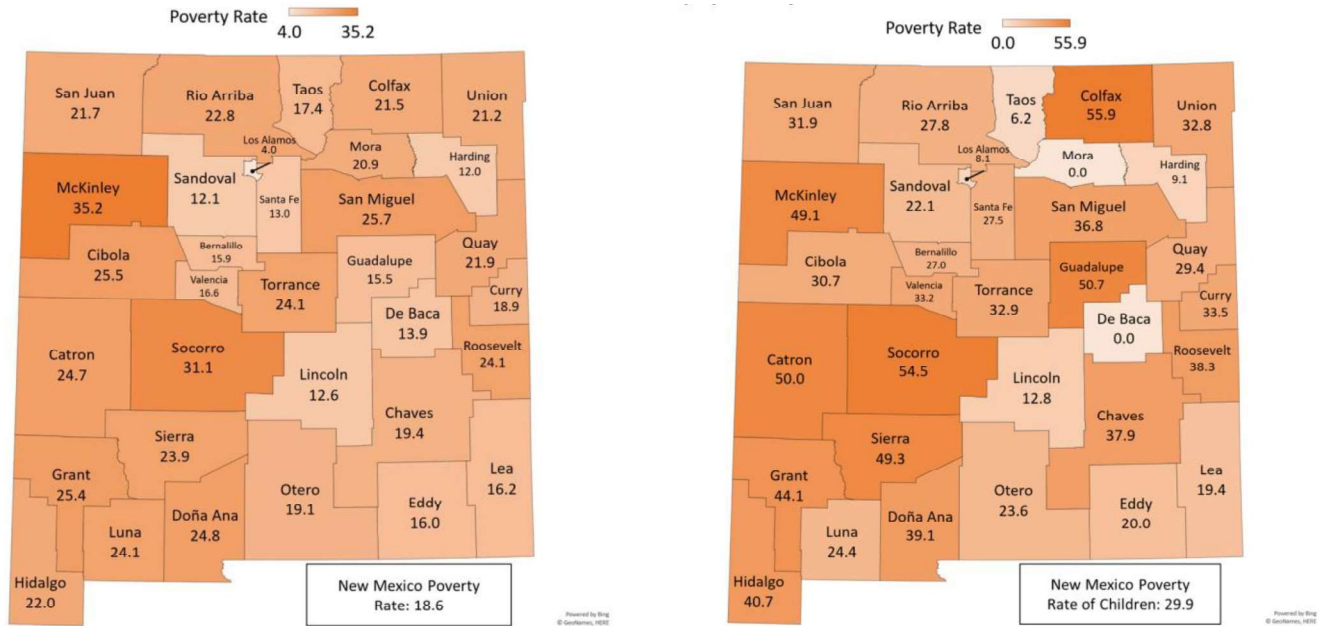 Poverty Rate
4.0 35.2
San Juan
21.7
Rio Arriba
22.8
Taos
17.4
Colfax
21.5
Union
21.2
Los Alamos
4.0
Mora
20.9
Harding
12.0
McKinley
35.2
Sandoval
12.1
Santa Fe
13.0
San Miguel
25.7
Cibola
25.5
Bernalillo
15.9
Valencia
16.6
Torrance
24.1
Guadalupe
15.5
Quay
21.9
Curry
18.9
De Baca
13.9
Roosevelt
24.1
Catron
24.7
Socorro
31.1
Lincoln
12.6
Chaves
19.4
Sierra
23.9
Grant
25.4
Luna
24.1
Doña Ana
24.8
Otero
19.1
Eddy
16.0
Lea
16.2
Hidalgo
22.0
New Mexico Poverty
Rate: 18.6
Powered by Bing
© GeoNames, HERE
Poverty Rate
0.0 55.9
San Juan
31.9
Rio Arriba
27.8
Taos
6.2
Colfax
55.9
Union
32.8
Los Alamos
8.1
Mora
0.0
Harding
9.1
McKinley
49.1
Sandoval
22.1
Santa Fe
27.5
San Miguel
36.8
Cibola
30.7
Bernalillo
27.0
Valencia
33.2
Torrance
32.9
Guadalupe
50.7
Quay
29.4
Curry
33.5
De Baca
0.0
Roosevelt
38.3
Catron
50.0
Socorro
54.5
Lincoln
12.8
Chaves
37.9
Sierra
49.3
Grant
44.1
Luna
24.4
Doña Ana
39.1
Otero
23.6
Eddy
20.0
Lea
19.4
Hidalgo
40.7
New Mexico Poverty
Rate of Children: 29.9
Powered by Bing
© GeoNames, HERE